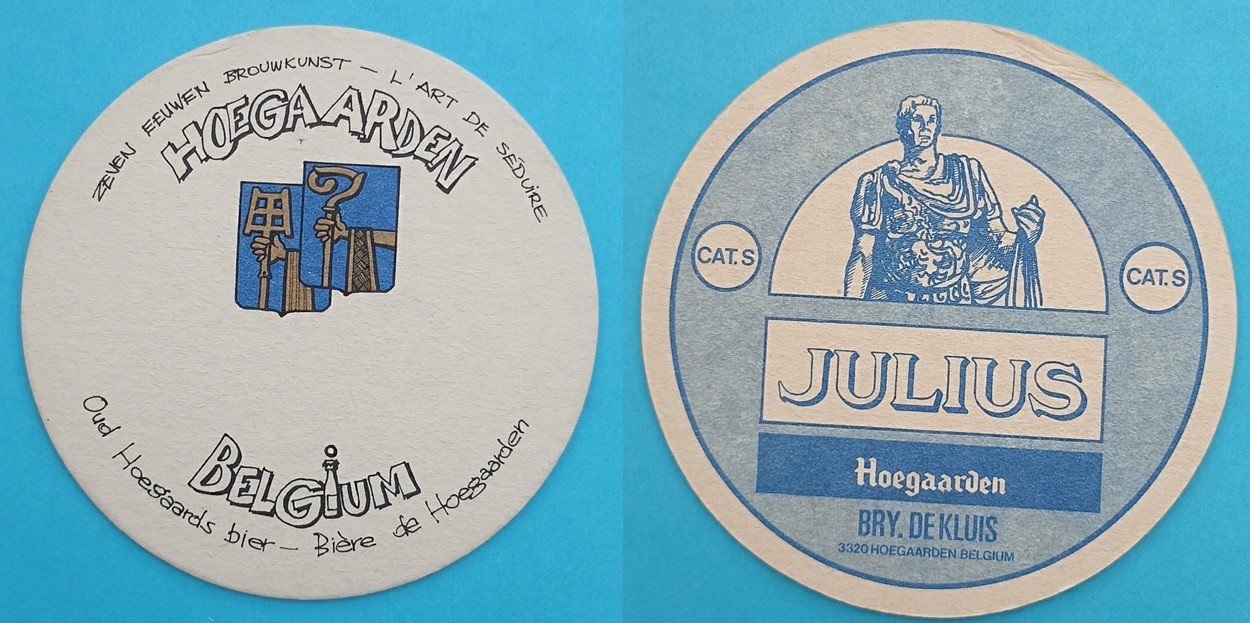 ZEVEN EEUWEN BROUWKUNST — L'ART DE SÉDUIRE
HOEGAARDEN
BELGIUM
Oud Hoegaards bier — Bière de Hoegaarden
CAT. S
CAT. S
JULIUS
Hoegaarden
BRY. DE KLUIS
3320 HOEGAARDEN BELGIUM